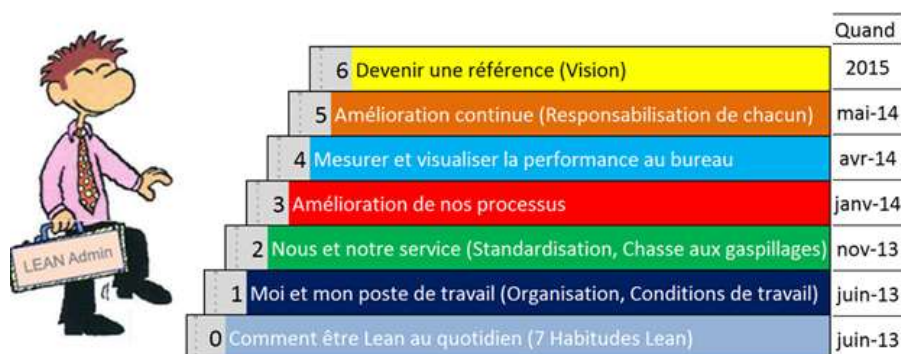 Quand
6 Devenir une référence (Vision) 2015
5 Amélioration continue (Responsabilisation de chacun) mai-14
4 Mesurer et visualiser la performance au bureau avr-14
3 Amélioration de nos processus janv-14
2 Nous et notre service (Standardisation, Chasse aux gaspillages) nov-13
LEAN Admin
1 Moi et mon poste de travail (Organisation, Conditions de travail) juin-13
0 Comment être Lean au quotidien (7 Habitudes Lean) juin-13